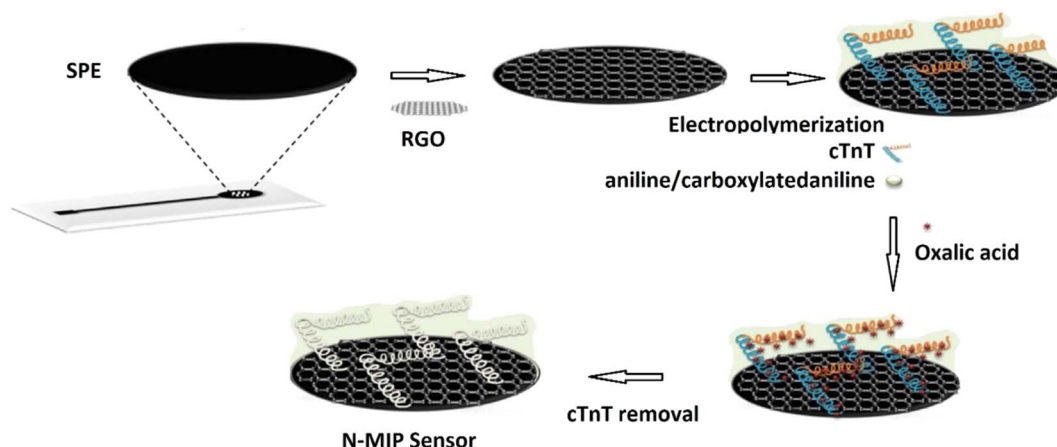 SPE
RGO
Electropolymerization
cTnT
aniline/carboxylatedaniline
Oxalic acid
cTnT removal
N-MIP Sensor